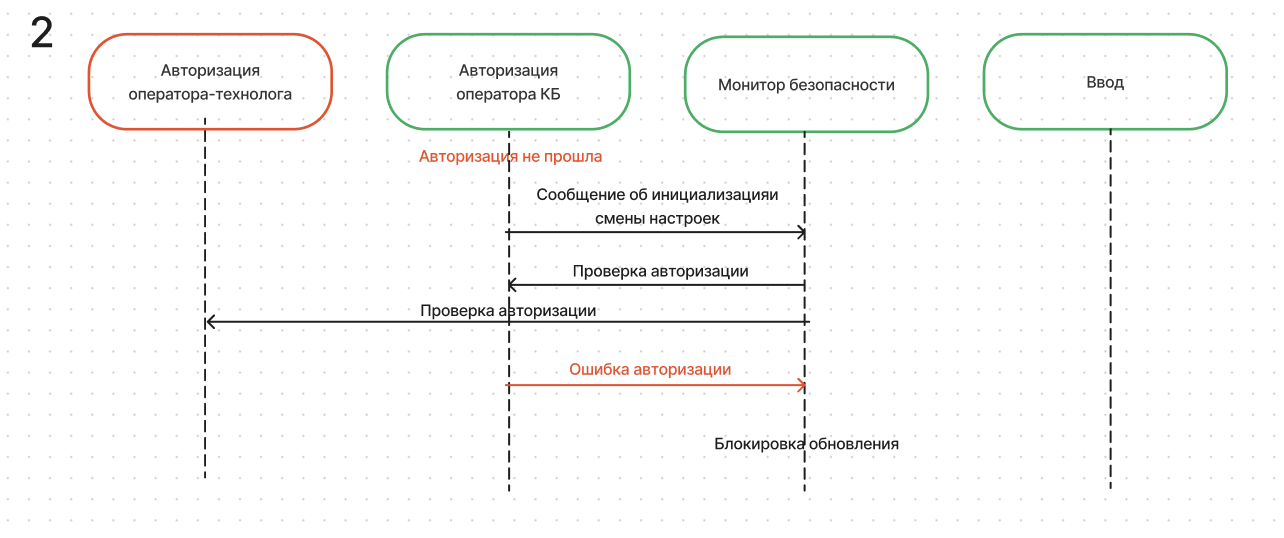 2
Авторизация
оператора-технолога
Авторизация
оператора КБ
Монитор безопасности
Ввод
Авторизация не прошла
Сообщение об инициализацияи
смены настроек
Проверка авторизации
Проверка авторизации
Ошибка авторизации
Блокировка обновления